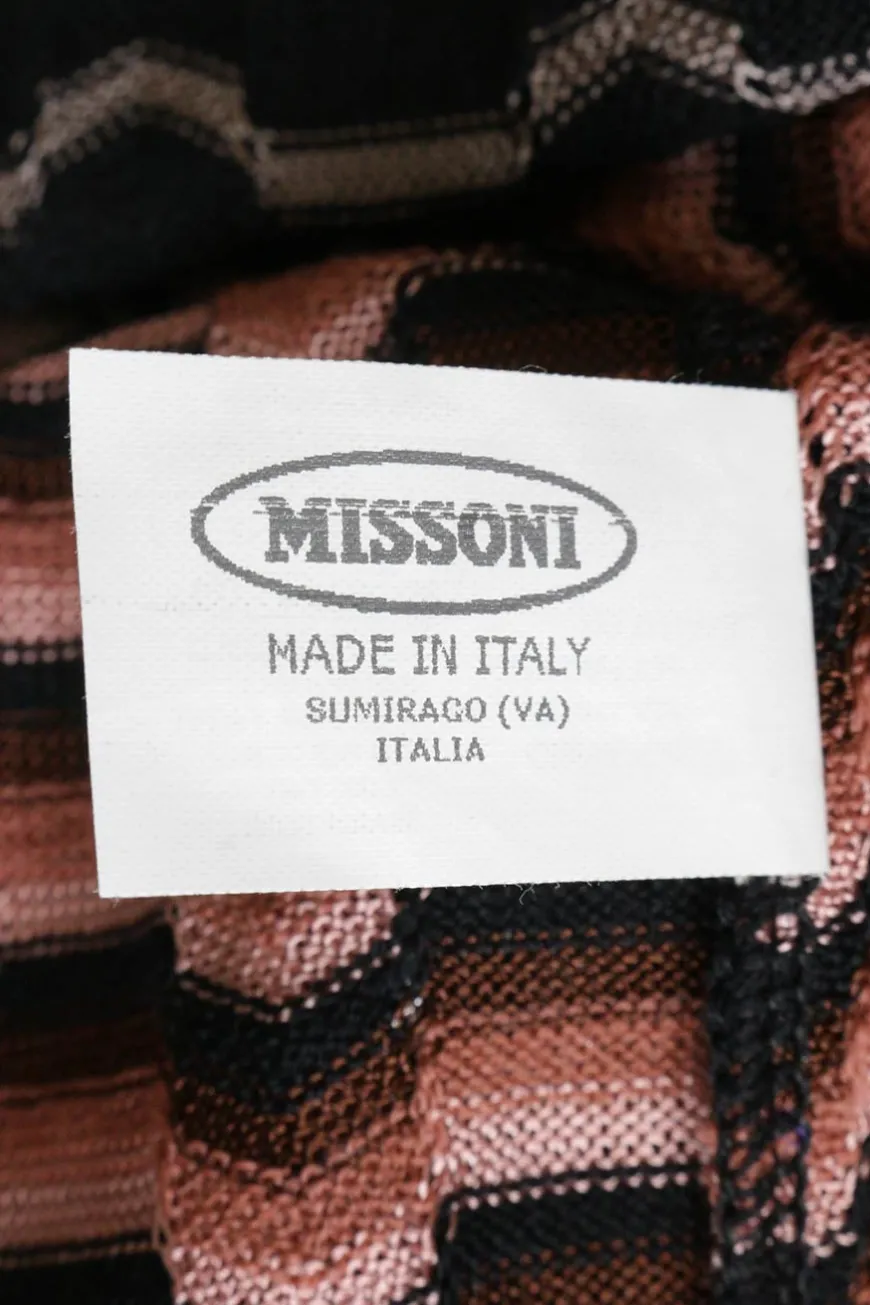 MISSONI
MADE IN ITALY
SUMIRAGO (VA)
ITALIA